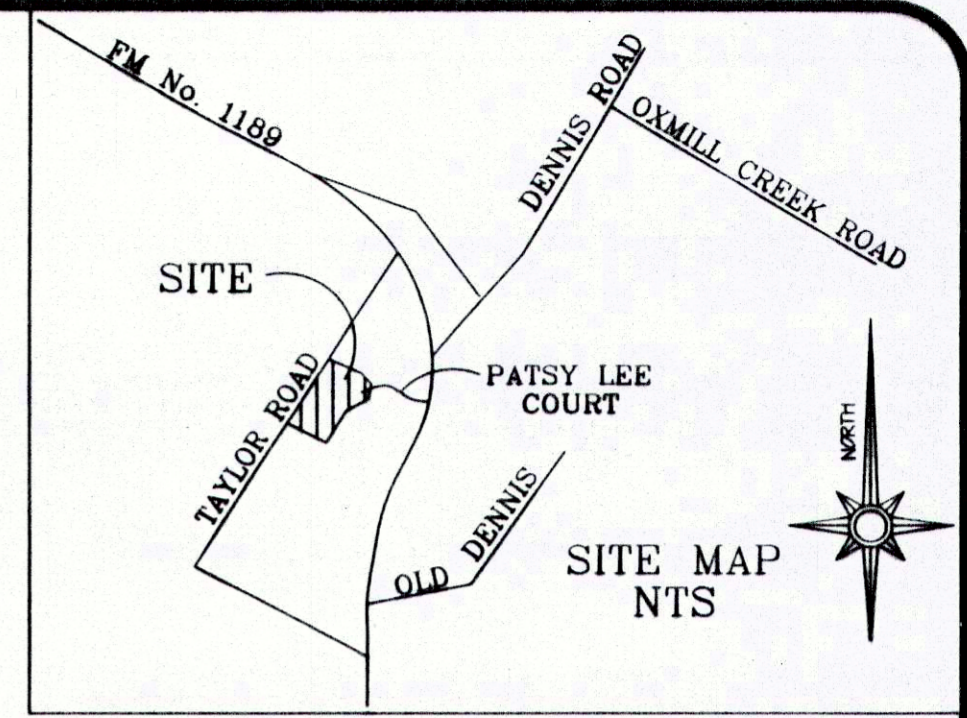 FM No. 1189
DENNIS ROAD
OXMILL CREEK ROAD
SITE
TAYLOR ROAD
PATSY LEE
COURT
NORTH
OLD DENNIS
SITE MAP
NTS